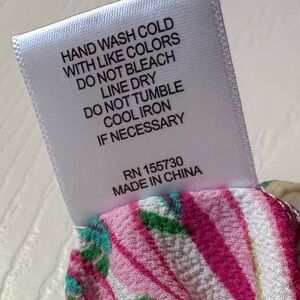 HAND WASH COLD
WITH LIKE COLORS
DO NOT BLEACH
LINE DRY
DO NOT TUMBLE
COOL IRON
IF NECESSARY
RN 155730
MADE IN CHINA